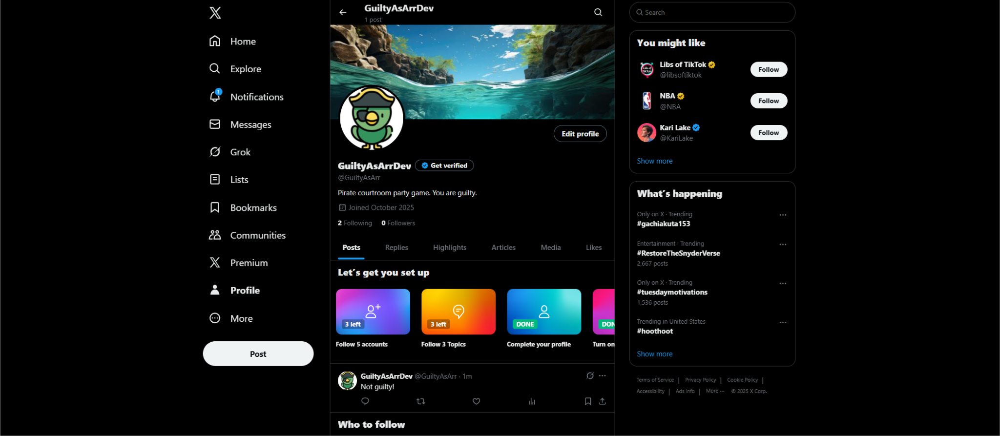 Home
Explore
1
Notifications
Messages
Grok
Lists
Bookmarks
Communities
Premium
Profile
More
Post
GuiltyAsArrDev
1 post
Edit profile
GuiltyAsArrDev Get verified
@GuiltyAsArr
Pirate courtroom party game. You are guilty.
Joined October 2025
2 Following 0 Followers
Posts Replies Highlights Articles Media Likes
Let's get you set up
3 left
Follow 5 accounts
3 left
Follow 3 Topics
DONE
Complete your profile
DON
Turn on
GuiltyAsArrDev @GuiltyAsArr · 1m
Not guilty!
Who to follow
Search
You might like
Libs of TikTok
@libsoftiktok
Follow
NBA
@NBA
Follow
Kari Lake
@KariLake
Follow
Show more
What's happening
Only on X · Trending
#gachiakuta153
Entertainment · Trending
#RestoreTheSnyderVerse
2,667 posts
Only on X · Trending
#tuesdaymotivations
1,536 posts
Trending in United States
#hoothoot
Show more
Terms of Service | Privacy Policy | Cookie Policy |
Accessibility | Ads info | More ··· © 2025 X Corp.